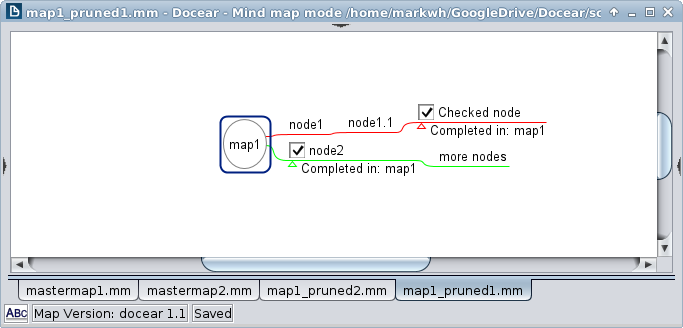 map1_pruned1.mm - Docear - Mind map mode /home/markwh/GoogleDrive/Docear/sc
Checked node
node1
node1.1
Completed in: map1
map1
node2
more nodes
Completed in: map1
mastermap1.mm
mastermap2.mm
map1_pruned2.mm
map1_pruned1.mm
ABC
Map Version: docear 1.1
Saved